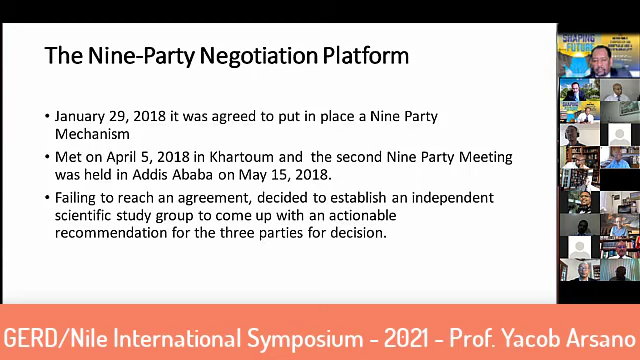 The Nine-Party Negotiation Platform
• January 29, 2018 it was agreed to put in place a Nine Party
Mechanism
• Met on April 5, 2018 in Khartoum and the second Nine Party Meeting
was held in Addis Ababa on May 15, 2018.
• Failing to reach an agreement, decided to establish an independent
scientific study group to come up with an actionable
recommendation for the three parties for decision.
SHAPING
FUTURE
GERD/Nile International Symposium - 2021 - Prof. Yacob Arsano